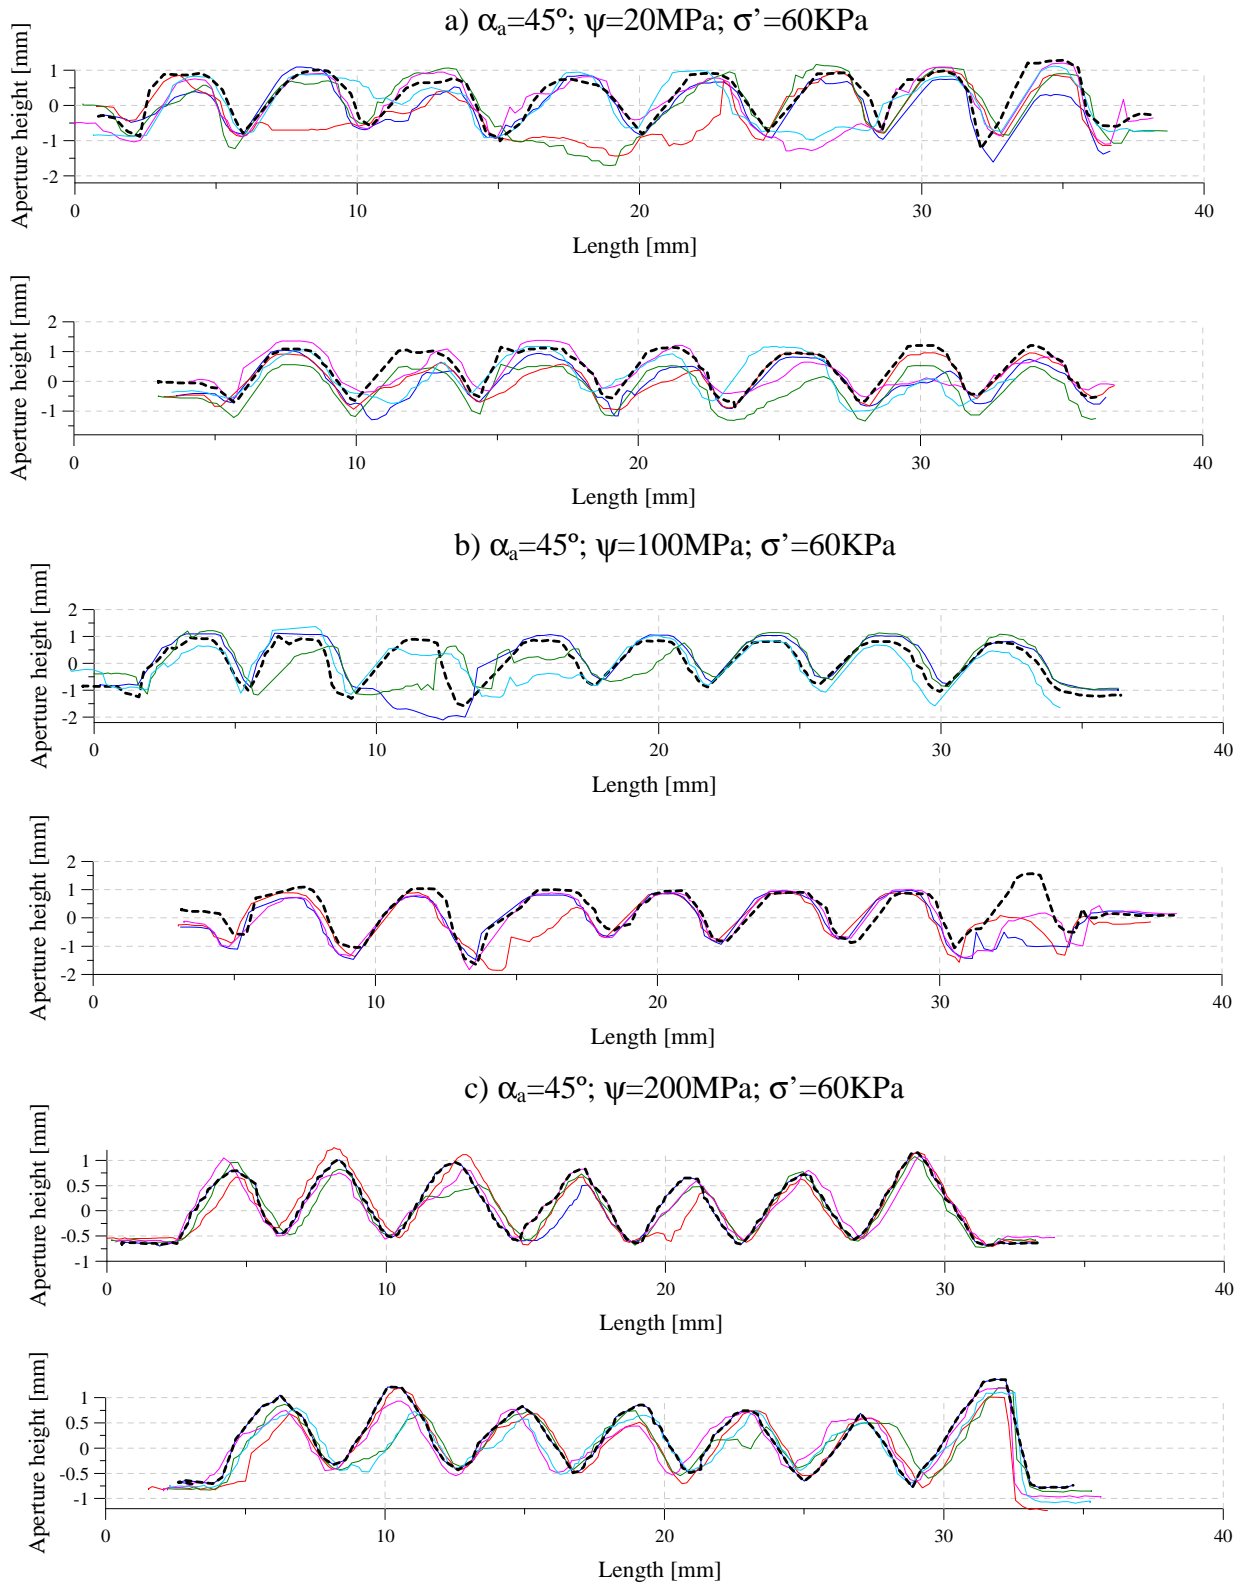 a) αₐ=45º; ψ=20MPa; σ’=60KPa
Aperture height [mm]
1
0
-1
-2
0 10 20 30 40
Length [mm]
Aperture height [mm]
2
1
0
-1
0 10 20 30 40
Length [mm]
b) αₐ=45º; ψ=100MPa; σ’=60KPa
Aperture height [mm]
2
1
0
-1
-2
0 10 20 30 40
Length [mm]
Aperture height [mm]
2
1
0
-1
-2
0 10 20 30 40
Length [mm]
c) αₐ=45º; ψ=200MPa; σ’=60KPa
Aperture height [mm]
1
0.5
0
-0.5
-1
0 10 20 30 40
Length [mm]
Aperture height [mm]
1
0.5
0
-0.5
-1
0 10 20 30 40
Length [mm]